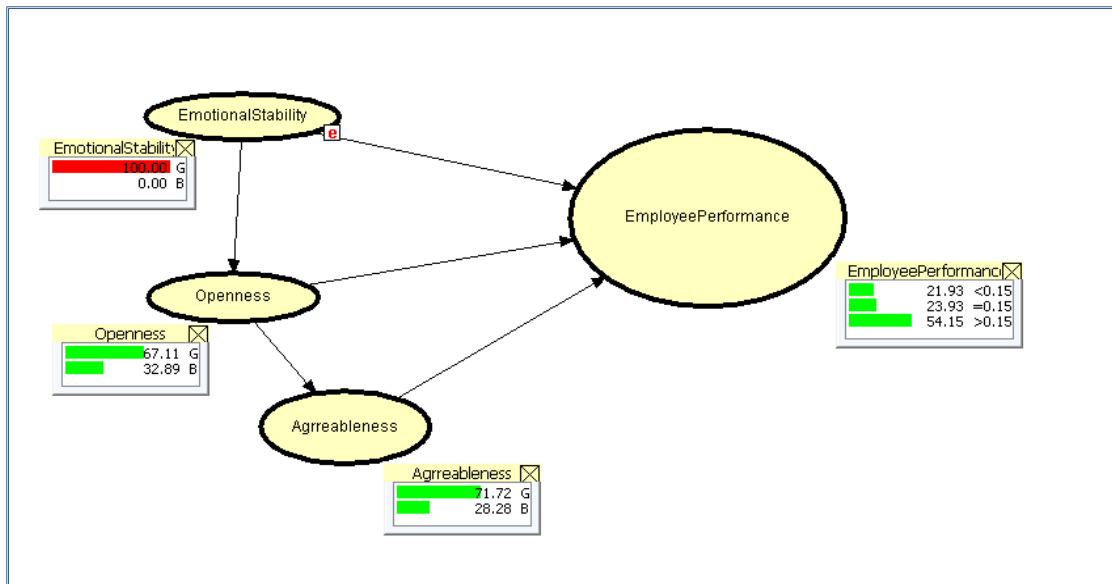 EmotionalStability
e
EmotionalStability
100.00 G
0.00 B
EmployeePerformance
Openness
EmployeePerformance
21.93 <0.15
23.93 =0.15
54.15 >0.15
Openness
67.11 G
32.89 B
Agrreableness
Agrreableness
71.72 G
28.28 B